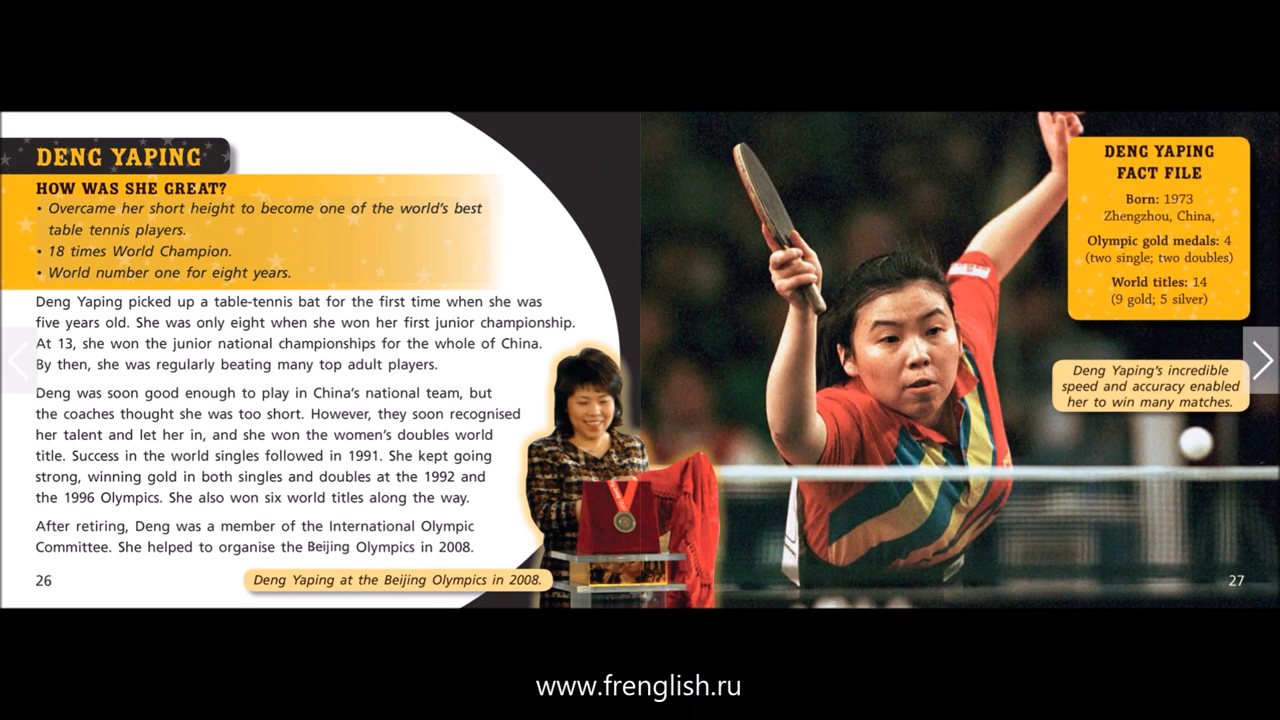 DENG YAPING
HOW WAS SHE GREAT?
• Overcame her short height to become one of the world's best
table tennis players.
• 18 times World Champion.
• World number one for eight years.
Deng Yaping picked up a table-tennis bat for the first time when she was
five years old. She was only eight when she won her first junior championship.
At 13, she won the junior national championships for the whole of China.
By then, she was regularly beating many top adult players.
Deng was soon good enough to play in China's national team, but
the coaches thought she was too short. However, they soon recognised
her talent and let her in, and she won the women's doubles world
title. Success in the world singles followed in 1991. She kept going
strong, winning gold in both singles and doubles at the 1992 and
the 1996 Olympics. She also won six world titles along the way.
After retiring, Deng was a member of the International Olympic
Committee. She helped to organise the Beijing Olympics in 2008.
26
Deng Yaping at the Beijing Olympics in 2008.
DENG YAPING
FACT FILE
Born: 1973
Zhengzhou, China,
Olympic gold medals: 4
(two single; two doubles)
World titles: 14
(9 gold; 5 silver)
Deng Yaping's incredible
speed and accuracy enabled
her to win many matches.
27
www.frenglish.ru